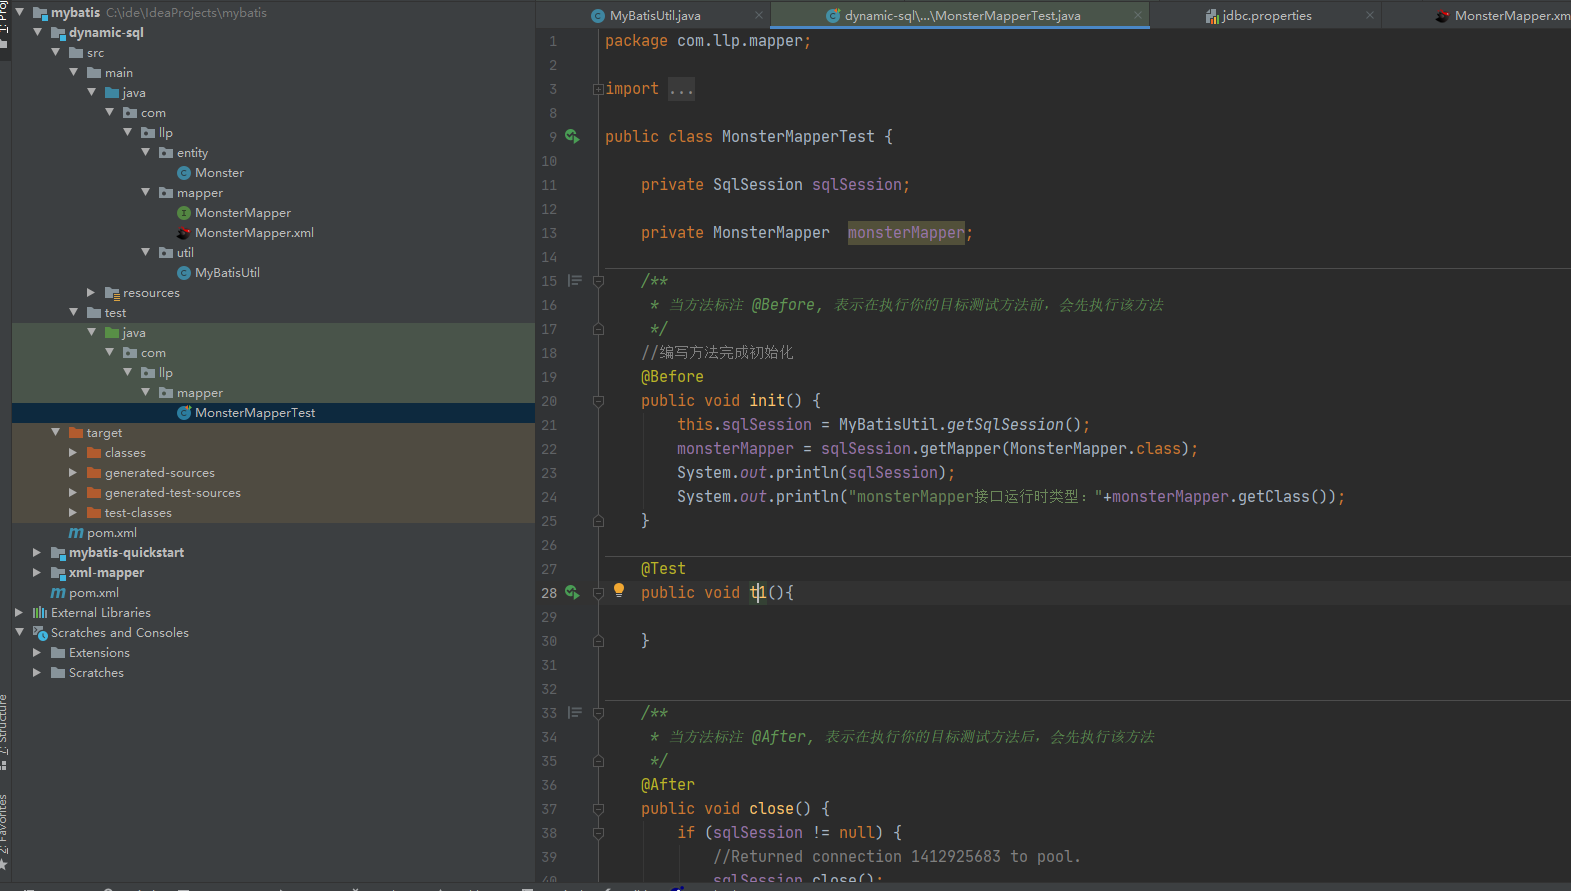 1: Proj
mybatis C:\ide\IdeaProjects\mybatis
dynamic-sql
src
main
java
com
llp
entity
Monster
mapper
MonsterMapper
MonsterMapper.xml
util
MyBatisUtil
resources
test
java
com
llp
mapper
MonsterMapperTest
target
classes
generated-sources
generated-test-sources
test-classes
pom.xml
mybatis-quickstart
xml-mapper
pom.xml
External Libraries
Scratches and Consoles
Extensions
Scratches
7: Structure
2: Favorites
MyBatisUtil.java
dynamic-sql\...\MonsterMapperTest.java
jdbc.properties
MonsterMapper.xm
1 package com.llp.mapper;
2
3 import ...
8
9 public class MonsterMapperTest {
10
11 private SqlSession sqlSession;
12
13 private MonsterMapper monsterMapper;
14
15 /**
16 * 当方法标注 @Before, 表示在执行你的目标测试方法前，会先执行该方法
17 */
18 //编写方法完成初始化
19 @Before
20 public void init() {
21 this.sqlSession = MyBatisUtil.getSqlSession();
22 monsterMapper = sqlSession.getMapper(MonsterMapper.class);
23 System.out.println(sqlSession);
24 System.out.println("monsterMapper接口运行时类型："+monsterMapper.getClass());
25 }
26
27 @Test
28 public void t1(){
29
30 }
31
32
33 /**
34 * 当方法标注 @After, 表示在执行你的目标测试方法后，会先执行该方法
35 */
36 @After
37 public void close() {
38 if (sqlSession != null) {
39 //Returned connection 1412925683 to pool.
40 sqlSession.close();